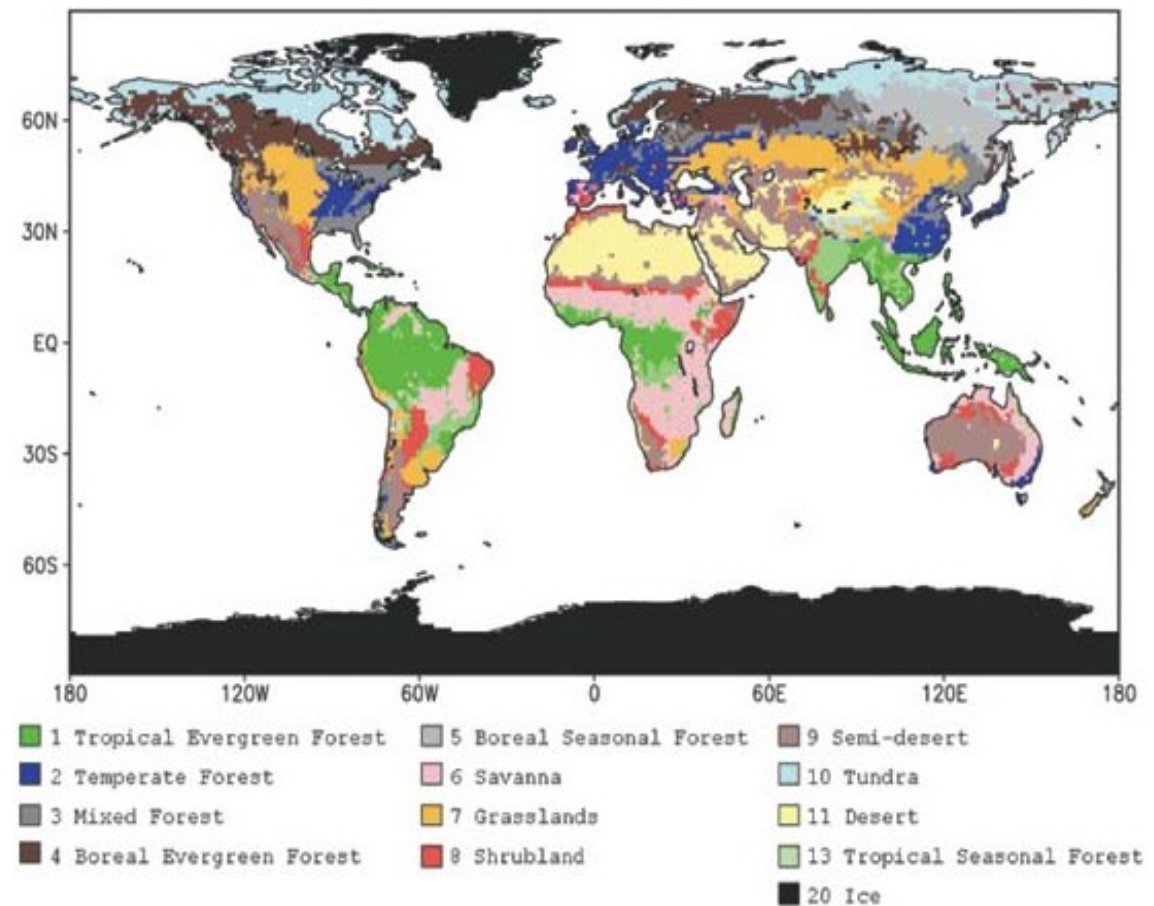 60N
30N
EQ
30S
60S
180 120W 60W 0 60E 120E 180
1 Tropical Evergreen Forest
2 Temperate Forest
3 Mixed Forest
4 Boreal Evergreen Forest
5 Boreal Seasonal Forest
6 Savanna
7 Grasslands
8 Shrubland
9 Semi-desert
10 Tundra
11 Desert
13 Tropical Seasonal Forest
20 Ice